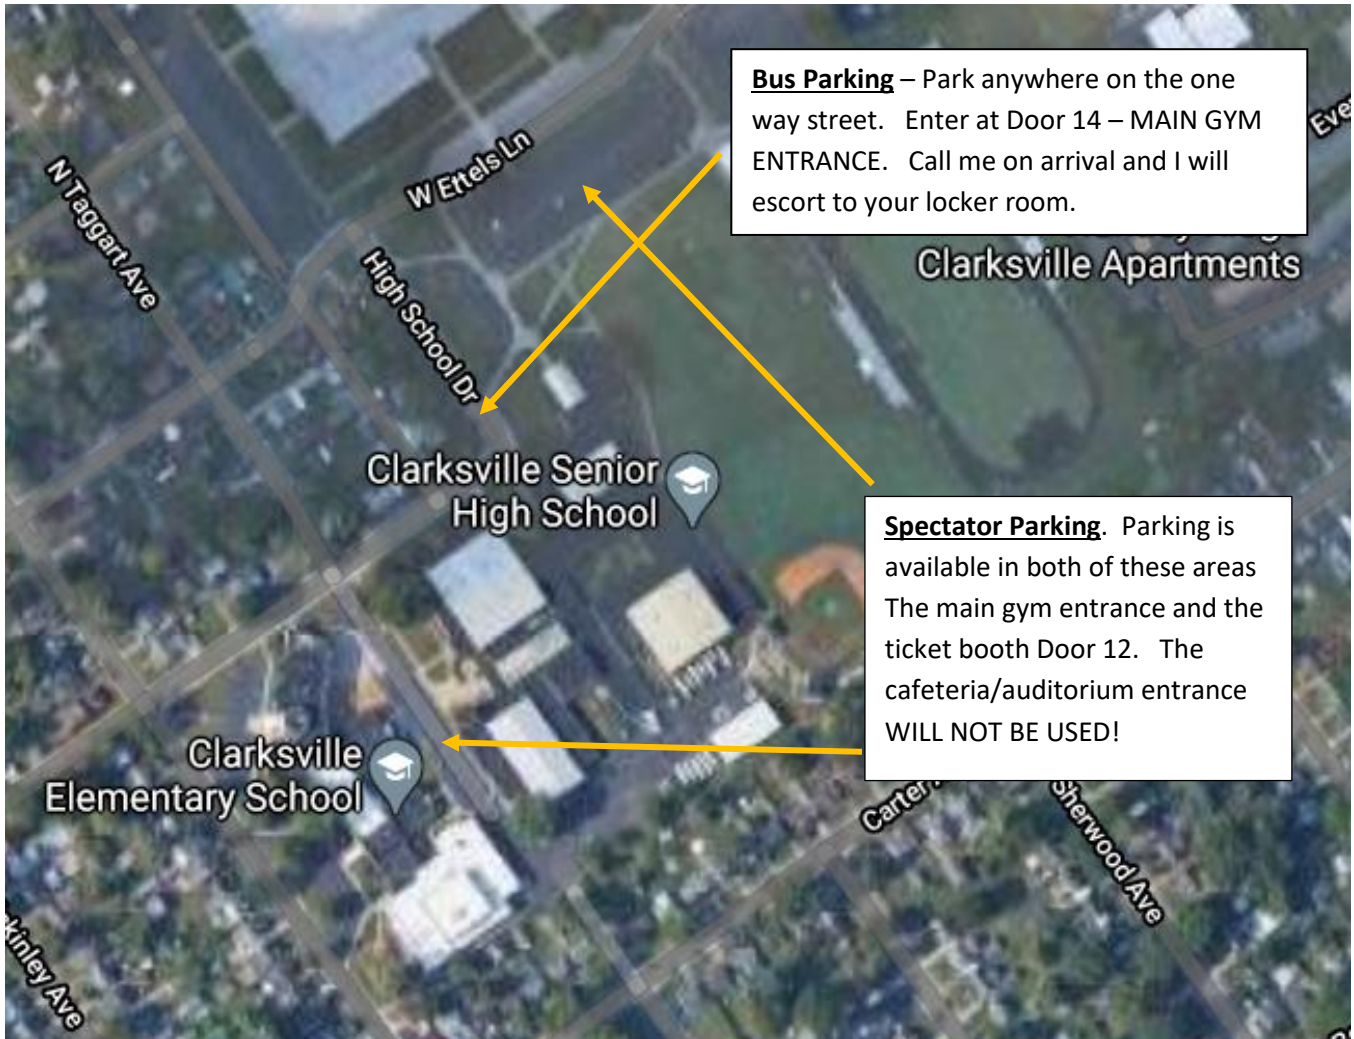 Bus Parking – Park anywhere on the one
way street. Enter at Door 14 – MAIN GYM
ENTRANCE. Call me on arrival and I will
escort to your locker room.
W Ettels Ln
N Taggart Ave
High School Dr
Clarksville Apartments
Clarksville Senior
High School
Spectator Parking. Parking is
available in both of these areas
The main gym entrance and the
ticket booth Door 12. The
cafeteria/auditorium entrance
WILL NOT BE USED!
Clarksville
Elementary School
Carter
Sherwood Ave
kinley Ave